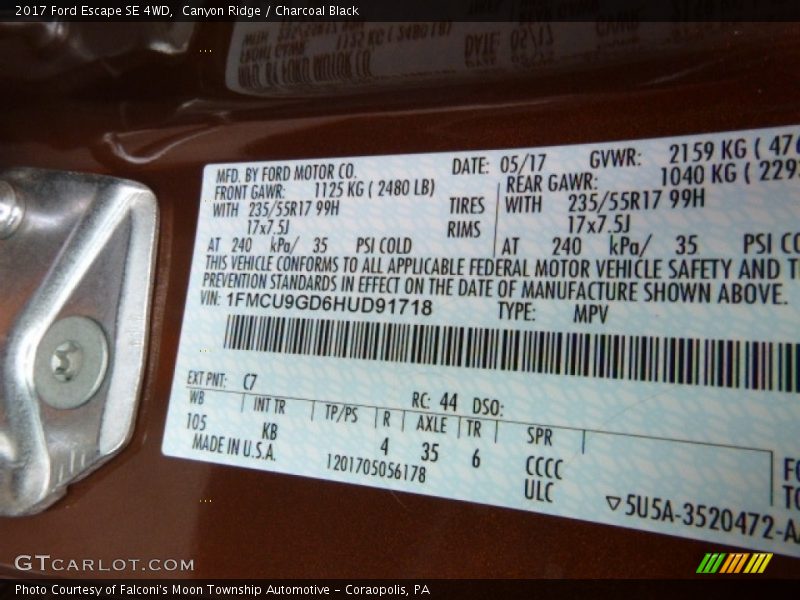 2017 Ford Escape SE 4WD, Canyon Ridge / Charcoal Black
MFD. BY FORD MOTOR CO.
DATE: 05/17 GVWR: 2159 KG ( 476
FRONT GAWR: 1125 KG ( 2480 LB)
REAR GAWR: 1040 KG ( 229
WITH 235/55R17 99H TIRES WITH 235/55R17 99H
17x7.5J RIMS 17x7.5J
AT 240 kPa/ 35 PSI COLD AT 240 kPa/ 35 PSI CO
THIS VEHICLE CONFORMS TO ALL APPLICABLE FEDERAL MOTOR VEHICLE SAFETY AND T
PREVENTION STANDARDS IN EFFECT ON THE DATE OF MANUFACTURE SHOWN ABOVE.
VIN: 1FMCU9GD6HUD91718 TYPE: MPV
EXT PNT: C7 RC: 44 DSO:
WB INT TR TP/PS R AXLE TR SPR
105 KB 4 35 6 CCCC
MADE IN U.S.A. 1201705056178 ULC
5U5A-3520472-A
GTCARLOT.COM
Photo Courtesy of Falconi's Moon Township Automotive – Coraopolis, PA